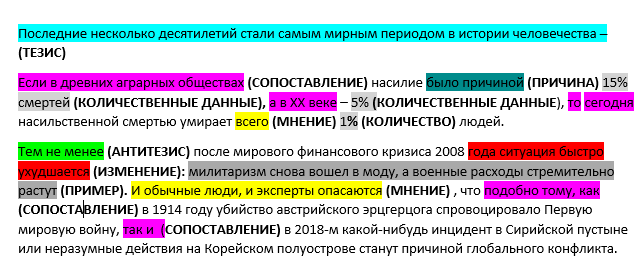 Последние несколько десятилетий стали самым мирным периодом в истории человечества –
(ТЕЗИС)
Если в древних аграрных обществах (СОПОСТАВЛЕНИЕ) насилие было причиной (ПРИЧИНА) 15%
смертей (КОЛИЧЕСТВЕННЫЕ ДАННЫЕ), а в XX веке – 5% (КОЛИЧЕСТВЕННЫЕ ДАННЫЕ), то сегодня
насильственной смертью умирает всего (МНЕНИЕ) 1% (КОЛИЧЕСТВО) людей.
Тем не менее (АНТИТЕЗИС) после мирового финансового кризиса 2008 года ситуация быстро
ухудшается (ИЗМЕНЕНИЕ): милитаризм снова вошел в моду, а военные расходы стремительно
растут (ПРИМЕР). И обычные люди, и эксперты опасаются (МНЕНИЕ) , что подобно тому, как
(СОПОСТАВЛЕНИЕ) в 1914 году убийство австрийского эрцгерцога спровоцировало Первую
мировую войну, так и (СОПОСТАВЛЕНИЕ) в 2018-м какой-нибудь инцидент в Сирийской пустыне
или неразумные действия на Корейском полуострове станут причиной глобального конфликта.